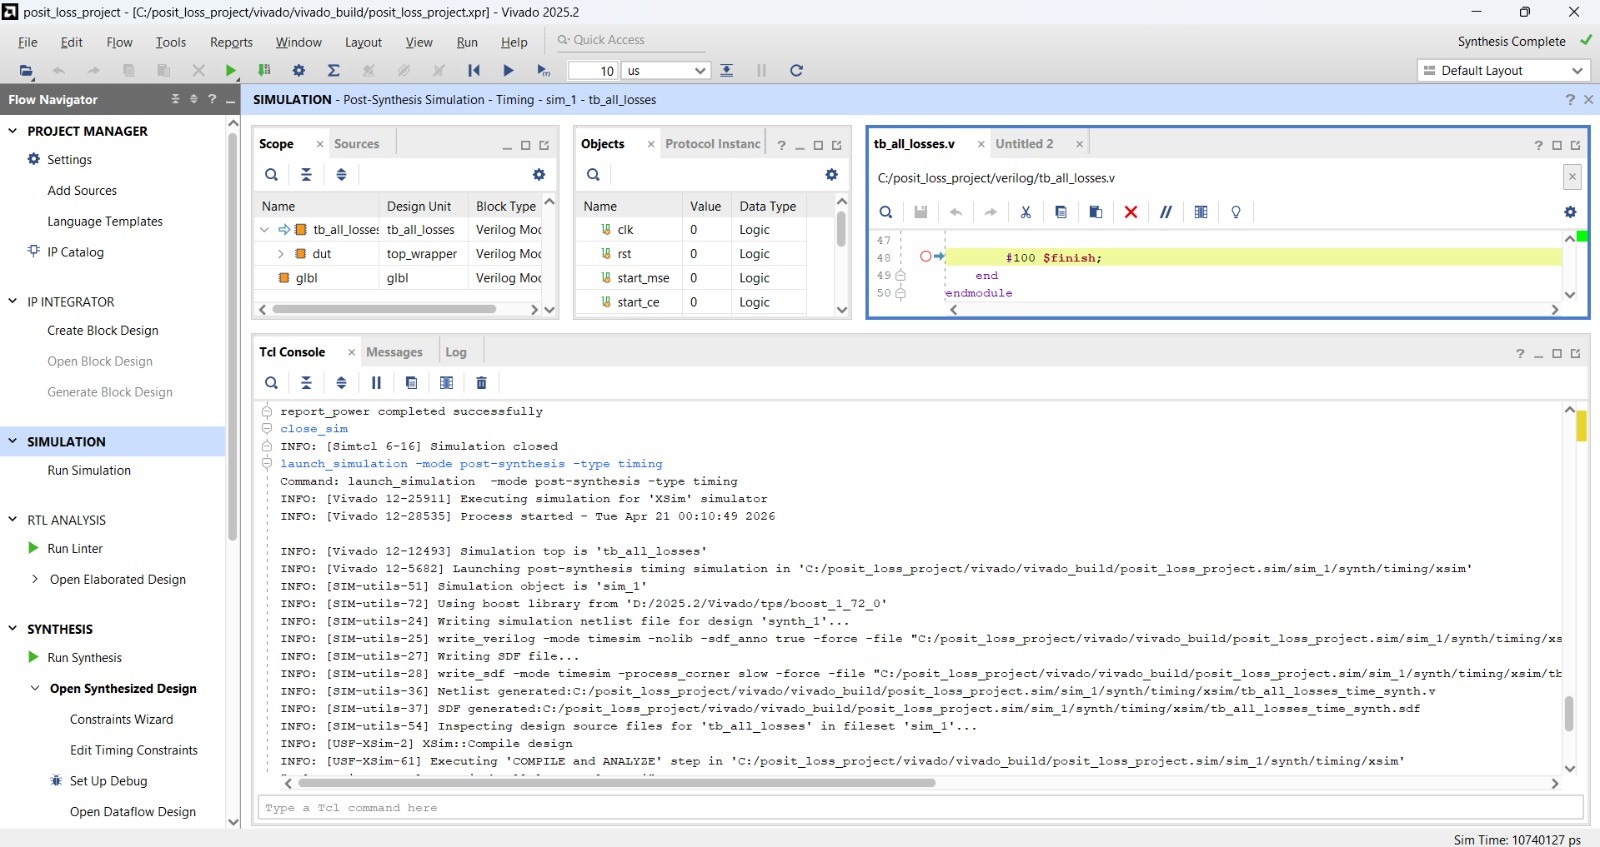 posit_loss_project - [C:/posit_loss_project/vivado/vivado_build/posit_loss_project.xpr] - Vivado 2025.2
File Edit Flow Tools Reports Window Layout View Run Help Quick Access
Synthesis Complete
10 us
Default Layout
Flow Navigator
PROJECT MANAGER
Settings
Add Sources
Language Templates
IP Catalog
IP INTEGRATOR
Create Block Design
Open Block Design
Generate Block Design
SIMULATION
Run Simulation
RTL ANALYSIS
Run Linter
Open Elaborated Design
SYNTHESIS
Run Synthesis
Open Synthesized Design
Constraints Wizard
Edit Timing Constraints
Set Up Debug
Open Dataflow Design
SIMULATION - Post-Synthesis Simulation - Timing - sim_1 - tb_all_losses
Scope Sources
Name Design Unit Block Type
tb_all_losses tb_all_losses Verilog Moc
dut top_wrapper Verilog Moc
glbl glbl Verilog Moc
Objects Protocol Instanc
Name Value Data Type
clk 0 Logic
rst 0 Logic
start_mse 0 Logic
start_ce 0 Logic
tb_all_losses.v Untitled 2
C:/posit_loss_project/verilog/tb_all_losses.v
47
48 #100 $finish;
49 end
50 endmodule
Tcl Console Messages Log
report_power completed successfully
close_sim
INFO: [Simtcl 6-16] Simulation closed
launch_simulation -mode post-synthesis -type timing
Command: launch_simulation -mode post-synthesis -type timing
INFO: [Vivado 12-25911] Executing simulation for 'XSim' simulator
INFO: [Vivado 12-28535] Process started - Tue Apr 21 00:10:49 2026
INFO: [Vivado 12-12493] Simulation top is 'tb_all_losses'
INFO: [Vivado 12-5682] Launching post-synthesis timing simulation in 'C:/posit_loss_project/vivado/vivado_build/posit_loss_project.sim/sim_1/synth/timing/xsim'
INFO: [SIM-utils-51] Simulation object is 'sim_1'
INFO: [SIM-utils-72] Using boost library from 'D:/2025.2/Vivado/tps/boost_1_72_0'
INFO: [SIM-utils-24] Writing simulation netlist file for design 'synth_1'...
INFO: [SIM-utils-25] write_verilog -mode timesim -nolib -sdf_anno true -force -file "C:/posit_loss_project/vivado/vivado_build/posit_loss_project.sim/sim_1/synth/timing/xs
INFO: [SIM-utils-27] Writing SDF file...
INFO: [SIM-utils-28] write_sdf -mode timesim -process_corner slow -force -file "C:/posit_loss_project/vivado/vivado_build/posit_loss_project.sim/sim_1/synth/timing/xsim/tb
INFO: [SIM-utils-36] Netlist generated:C:/posit_loss_project/vivado/vivado_build/posit_loss_project.sim/sim_1/synth/timing/xsim/tb_all_losses_time_synth.v
INFO: [SIM-utils-37] SDF generated:C:/posit_loss_project/vivado/vivado_build/posit_loss_project.sim/sim_1/synth/timing/xsim/tb_all_losses_time_synth.sdf
INFO: [SIM-utils-54] Inspecting design source files for 'tb_all_losses' in fileset 'sim_1'...
INFO: [USF-XSim-2] XSim::Compile design
INFO: [USF-XSim-61] Executing 'COMPILE and ANALYZE' step in 'C:/posit_loss_project/vivado/vivado_build/posit_loss_project.sim/sim_1/synth/timing/xsim'
Type a Tcl command here
Sim Time: 10740127 ps